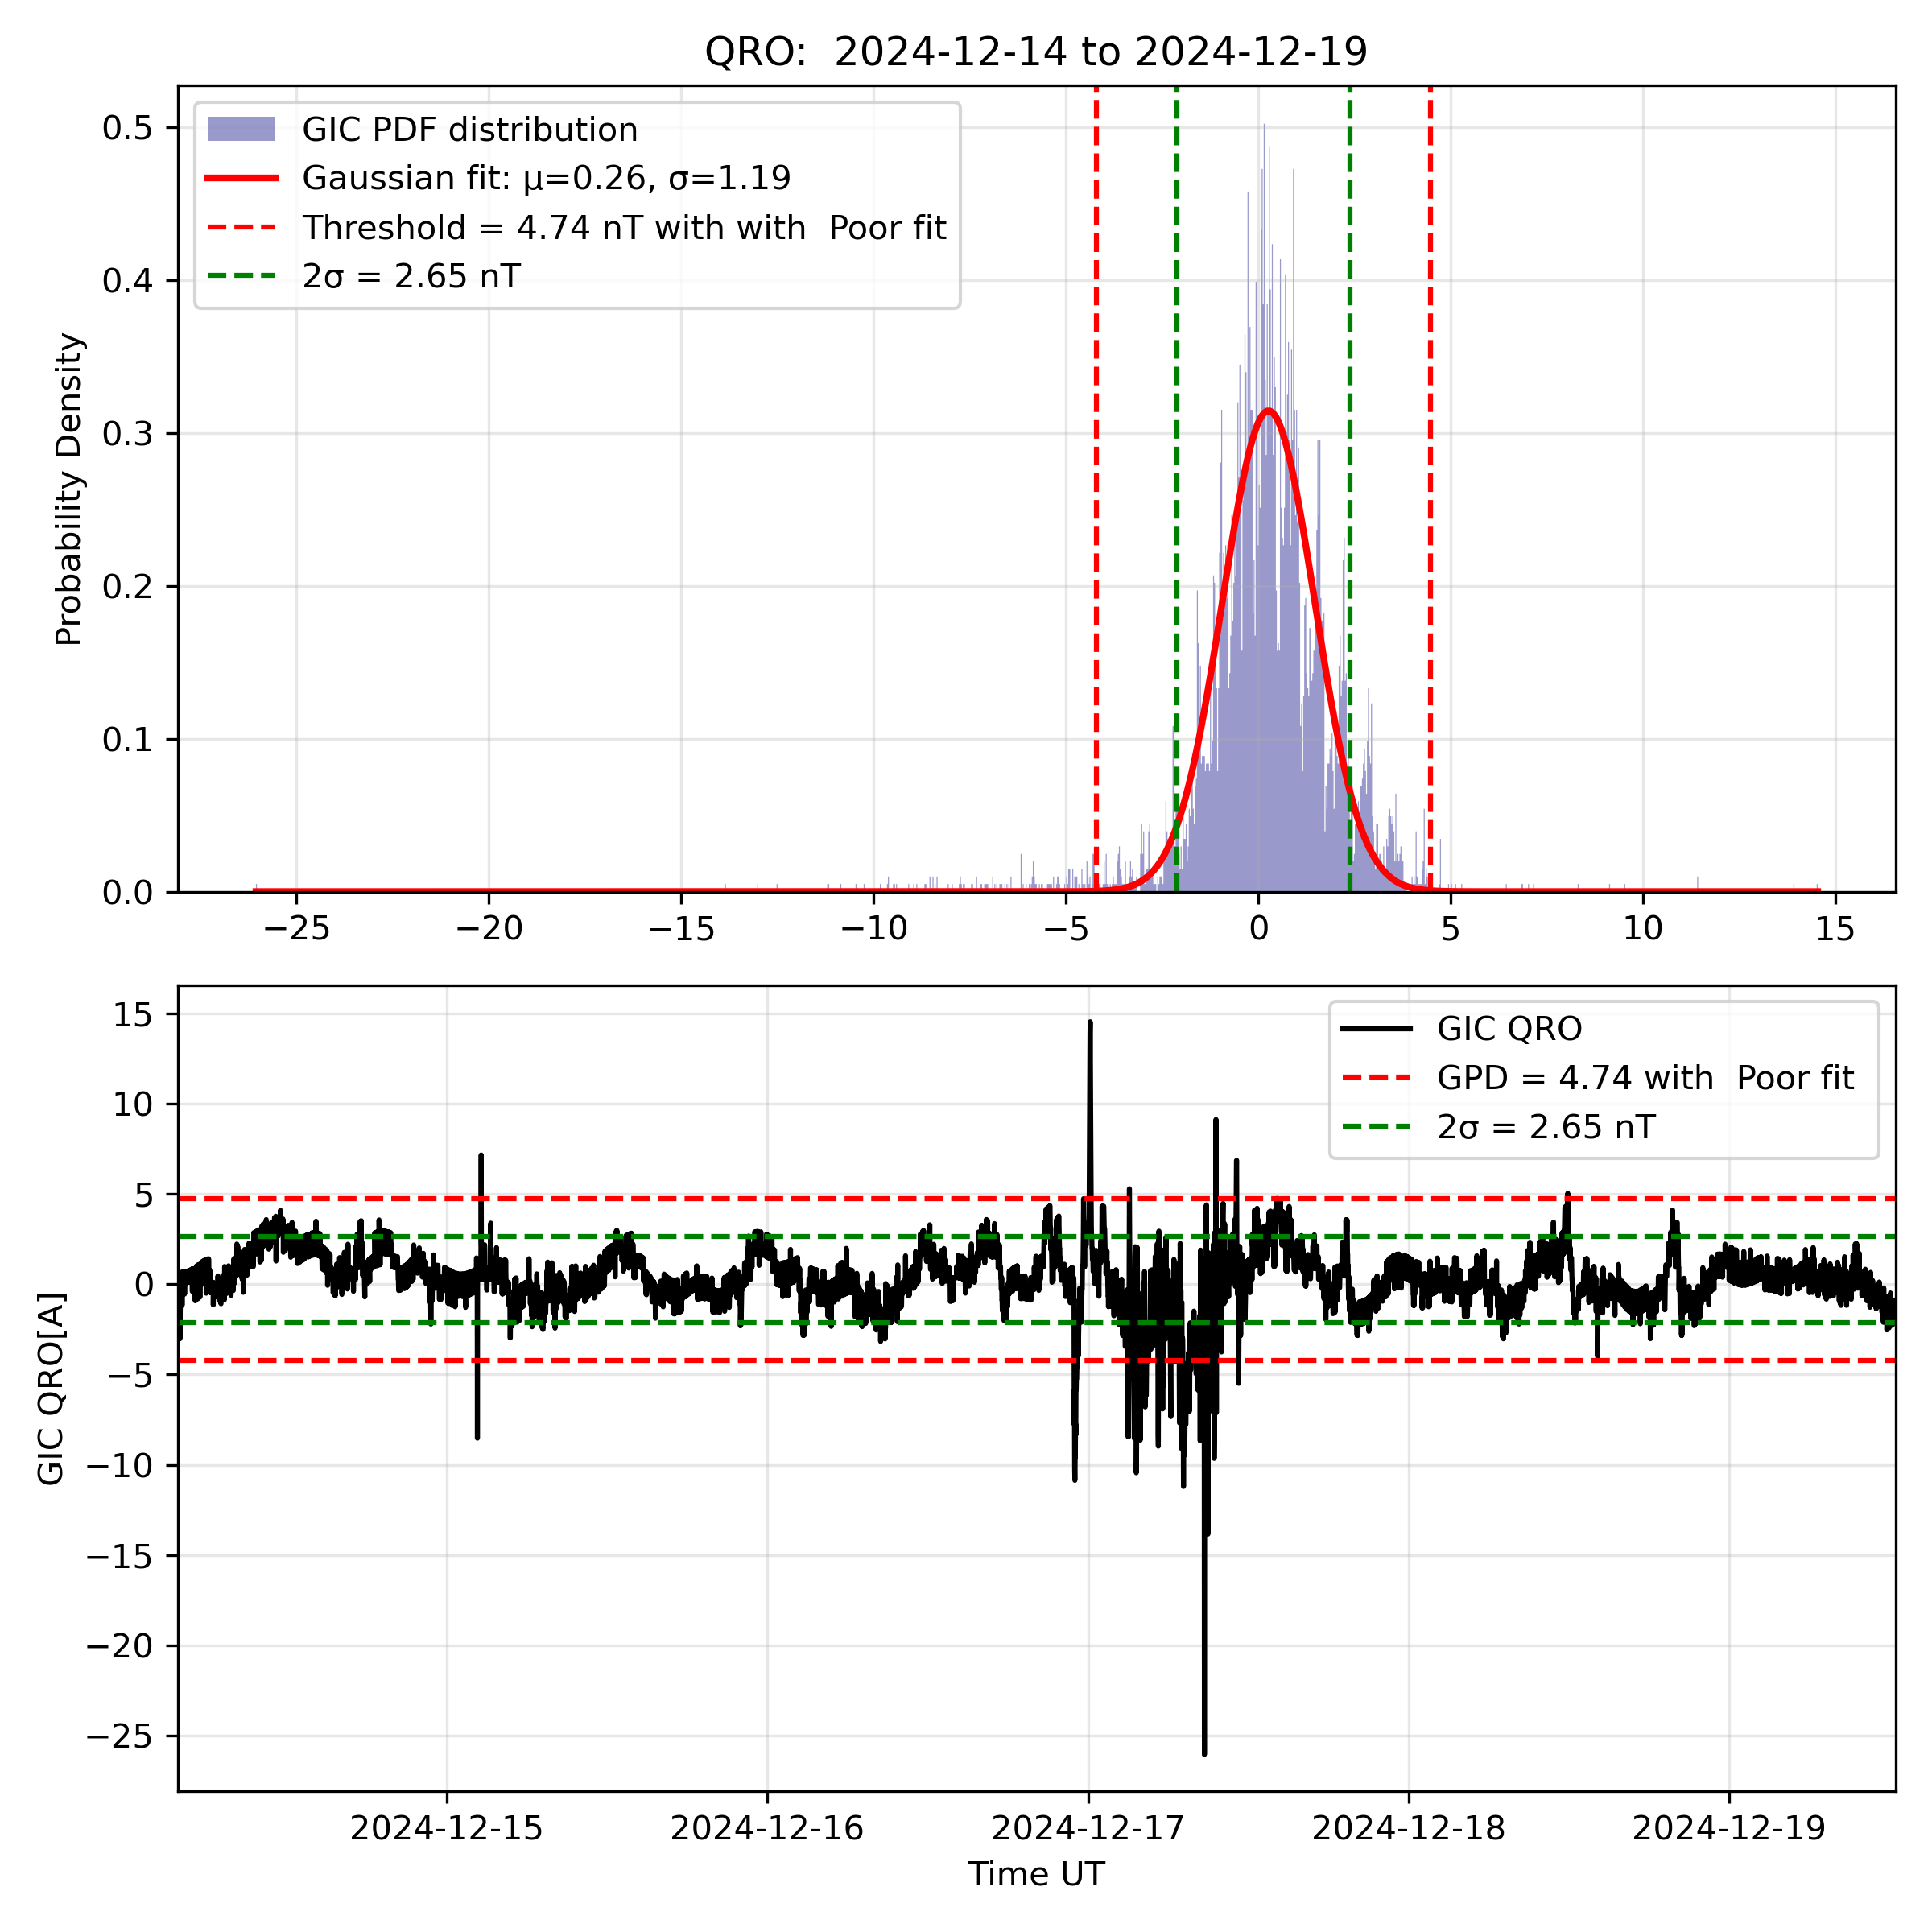 QRO:  2024-12-14 to 2024-12-19
GIC PDF distribution
Gaussian fit: μ=0.26, σ=1.19
Threshold = 4.74 nT with with  Poor fit
2σ = 2.65 nT
Probability Density
0.5
0.4
0.3
0.2
0.1
0.0
−25 −20 −15 −10 −5 0 5 10 15
GIC QRO
GPD = 4.74 with  Poor fit
2σ = 2.65 nT
GIC QRO[A]
15
10
5
0
−5
−10
−15
−20
−25
2024-12-15 2024-12-16 2024-12-17 2024-12-18 2024-12-19
Time UT